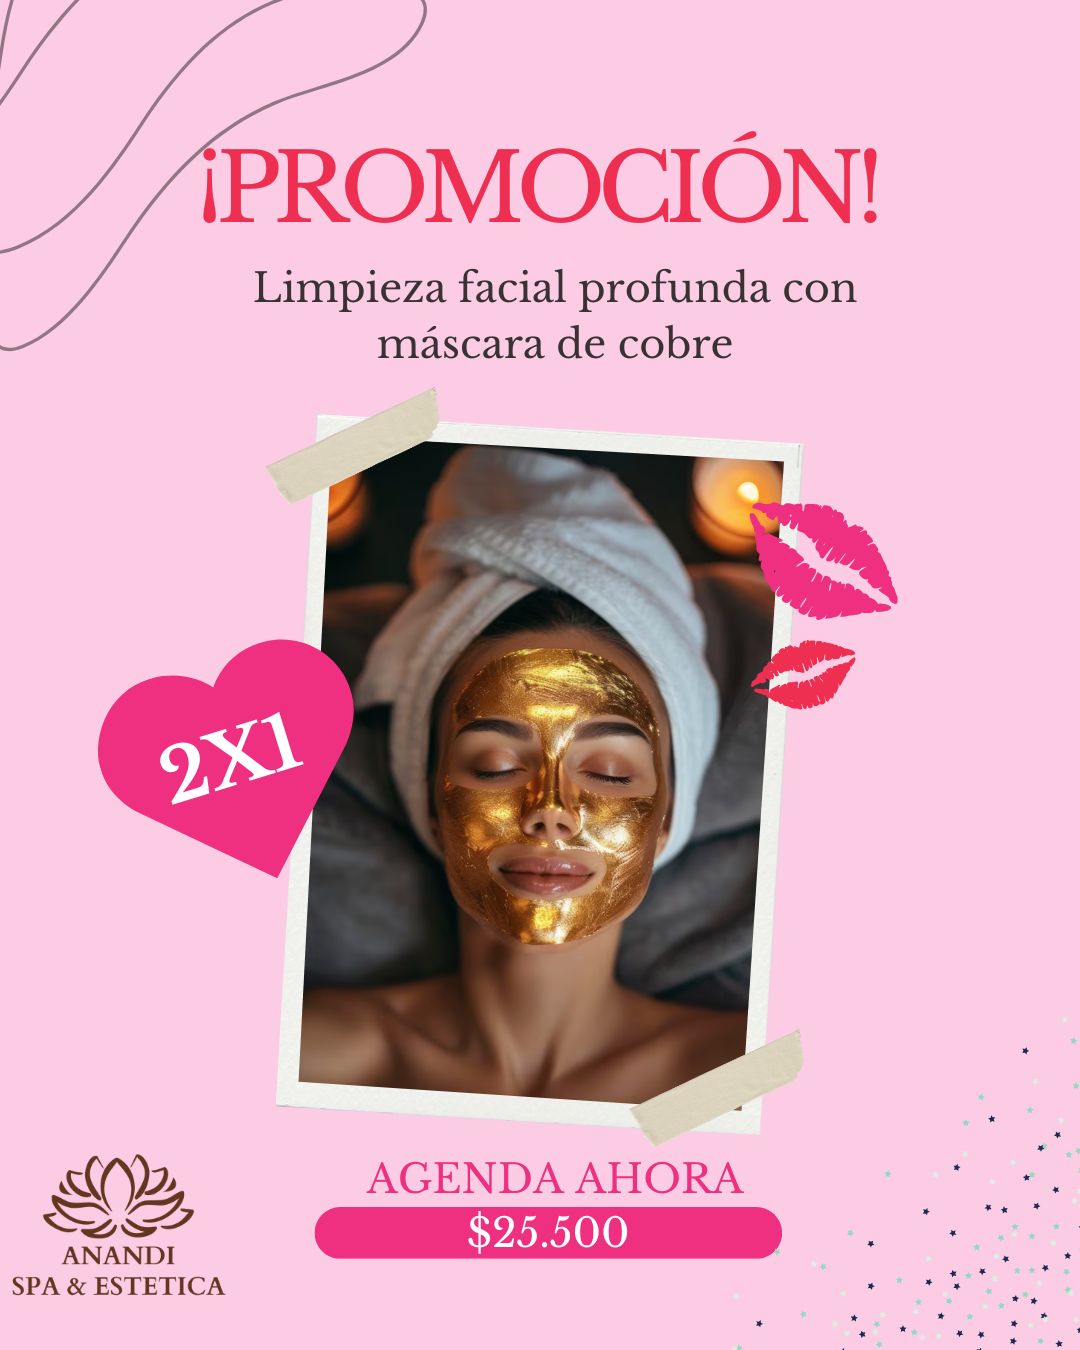 ¡PROMOCIÓN!
Limpieza facial profunda con
máscara de cobre
2X1
AGENDA AHORA
$25.500
ANANDI
SPA & ESTETICA